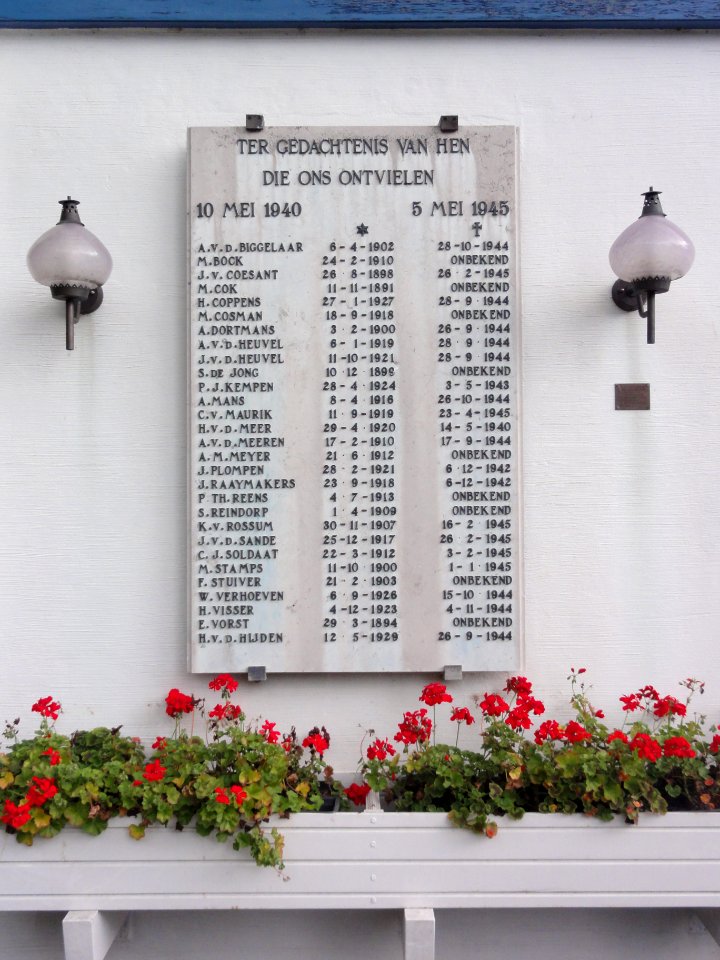 TER GEDACHTENIS VAN HEN
DIE ONS ONTVIELEN
10 MEI 1940 5 MEI 1945
✡ ✝
A.V.D.BIGGELAAR 6-4-1902 28-10-1944
M.BOCK 24-2-1910 ONBEKEND
J.V.COESANT 26-8-1898 26-2-1945
M.COK 11-11-1891 ONBEKEND
H.COPPENS 27-1-1927 28-9-1944
M.COSMAN 18-9-1918 ONBEKEND
A.DORTMANS 3-2-1900 26-9-1944
A.V.D.HEUVEL 6-1-1919 28-9-1944
J.V.D.HEUVEL 11-10-1921 28-9-1944
S.DE JONG 10-12-1899 ONBEKEND
P.J.KEMPEN 28-4-1924 3-5-1943
A.MANS 8-4-1916 26-10-1944
C.V.MAURIK 11-9-1919 23-4-1945
H.V.D.MEER 29-4-1920 14-5-1940
A.V.D.MEEREN 17-2-1910 17-9-1944
A.M.MEYER 21-6-1912 ONBEKEND
J.PLOMPEN 28-2-1921 6-12-1942
J.RAAYMAKERS 23-9-1918 6-12-1942
P TH.REENS 4-7-1913 ONBEKEND
S.REINDORP 1-4-1909 ONBEKEND
K.V.ROSSUM 30-11-1907 16-2-1945
J.V.D.SANDE 25-12-1917 26-2-1945
C.J.SOLDAAT 22-3-1912 3-2-1945
M.STAMPS 11-10-1900 1-1-1945
F.STUIVER 21-2-1903 ONBEKEND
W.VERHOEVEN 6-9-1926 15-10-1944
H.VISSER 4-12-1923 4-11-1944
E.VORST 29-3-1894 ONBEKEND
H.V.D.HIJDEN 12-5-1929 26-9-1944